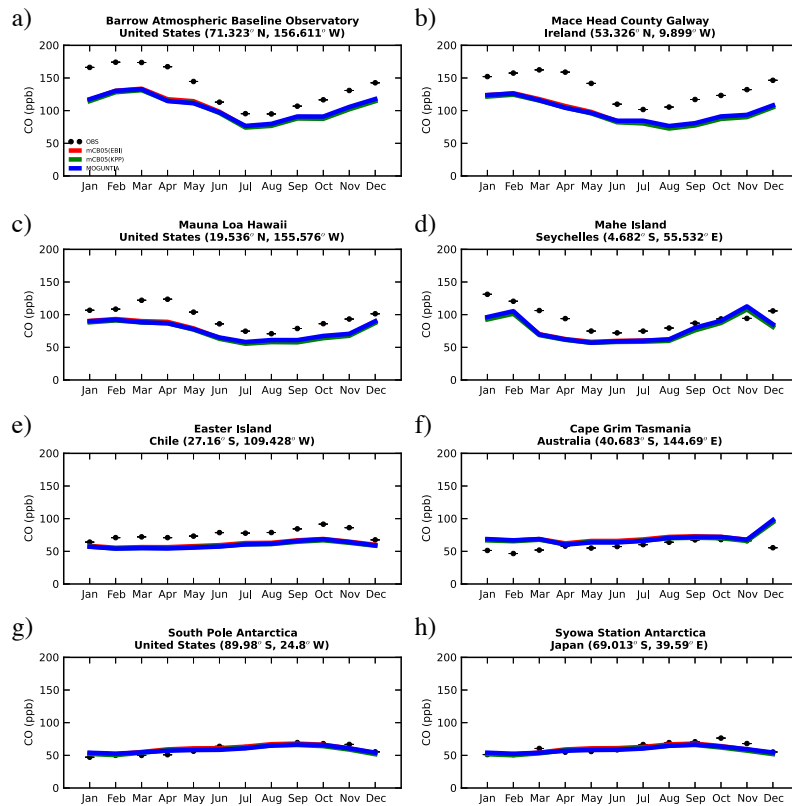 a)
Barrow Atmospheric Baseline Observatory
United States (71.323° N, 156.611° W)
CO (ppb)
200
150
100
50
0
OBS
mCB05(EBI)
mCB05(KPP)
MOGUNTIA
Jan Feb Mar Apr May Jun Jul Aug Sep Oct Nov Dec
b)
Mace Head County Galway
Ireland (53.326° N, 9.899° W)
CO (ppb)
200
150
100
50
0
Jan Feb Mar Apr May Jun Jul Aug Sep Oct Nov Dec
c)
Mauna Loa Hawaii
United States (19.536° N, 155.576° W)
CO (ppb)
200
150
100
50
0
Jan Feb Mar Apr May Jun Jul Aug Sep Oct Nov Dec
d)
Mahe Island
Seychelles (4.682° S, 55.532° E)
CO (ppb)
200
150
100
50
0
Jan Feb Mar Apr May Jun Jul Aug Sep Oct Nov Dec
e)
Easter Island
Chile (27.16° S, 109.428° W)
CO (ppb)
200
150
100
50
0
Jan Feb Mar Apr May Jun Jul Aug Sep Oct Nov Dec
f)
Cape Grim Tasmania
Australia (40.683° S, 144.69° E)
CO (ppb)
200
150
100
50
0
Jan Feb Mar Apr May Jun Jul Aug Sep Oct Nov Dec
g)
South Pole Antarctica
United States (89.98° S, 24.8° W)
CO (ppb)
200
150
100
50
0
Jan Feb Mar Apr May Jun Jul Aug Sep Oct Nov Dec
h)
Syowa Station Antarctica
Japan (69.013° S, 39.59° E)
CO (ppb)
200
150
100
50
0
Jan Feb Mar Apr May Jun Jul Aug Sep Oct Nov Dec